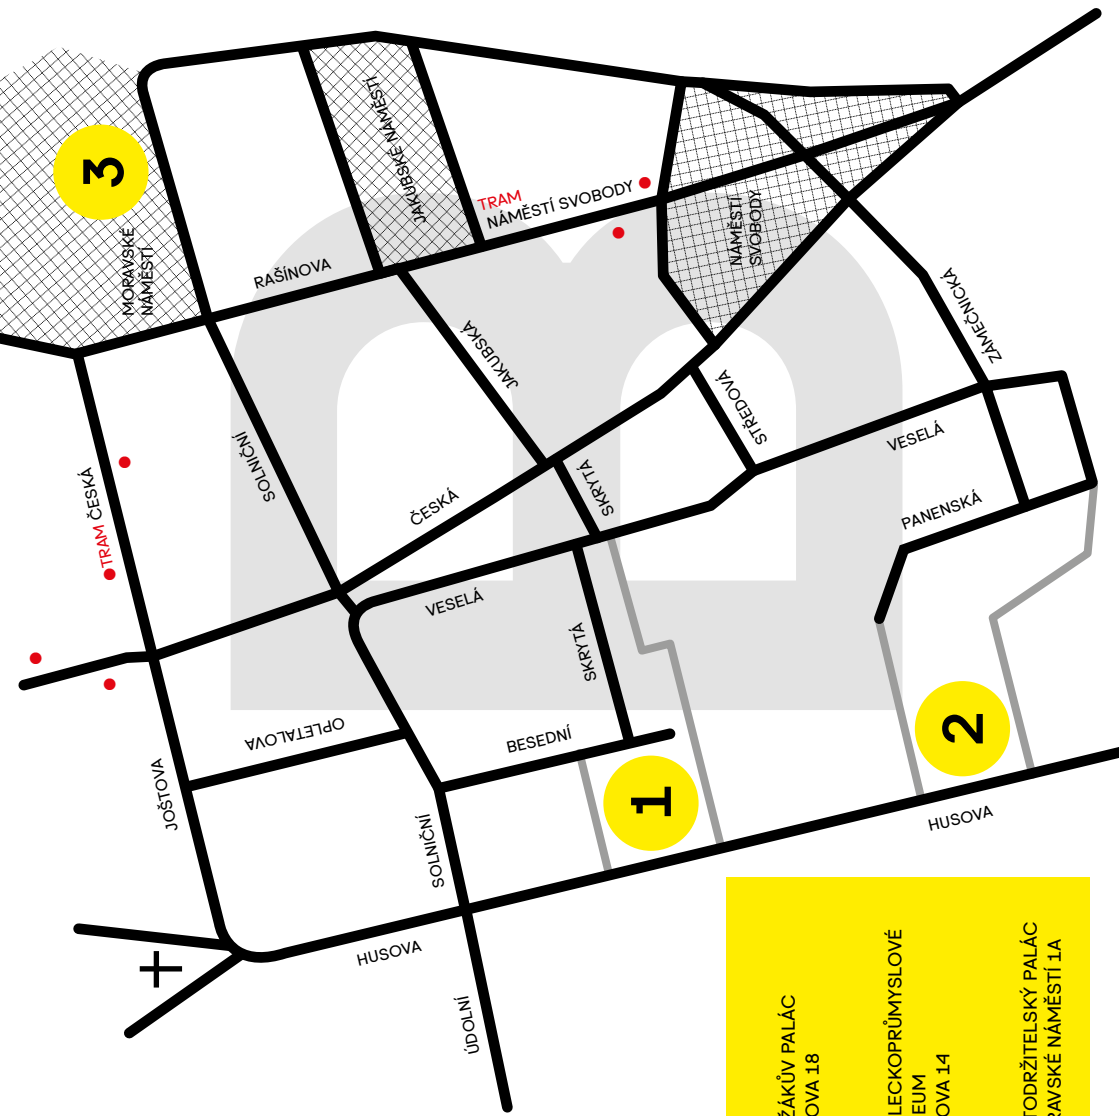 3
MORAVSKÉ
NÁMĚSTÍ
JAKUBSKÉ NÁMĚSTÍ
TRAM
NÁMĚSTÍ SVOBODY
RAŠÍNOVA
NÁMĚSTÍ
SVOBODY
ZÁMEČNICKÁ
JAKUBSKÁ
STŘEDOVÁ
SOLNIČNÍ
TRAM ČESKÁ
ČESKÁ
SKRYTÁ
VESELÁ
PANENSKÁ
VESELÁ
SKRYTÁ
OPLETALOVA
BESEDNÍ
2
1
JOŠTOVA
SOLNIČNÍ
HUSOVA
HUSOVA
ÚDOLNÍ
ŽÁKŮV PALÁC
OVA 18
LECKOPRŮMYSLOVÉ
EUM
OVA 14
TODRŽITELSKÝ PALÁC
RAVSKÉ NÁMĚSTÍ 1A